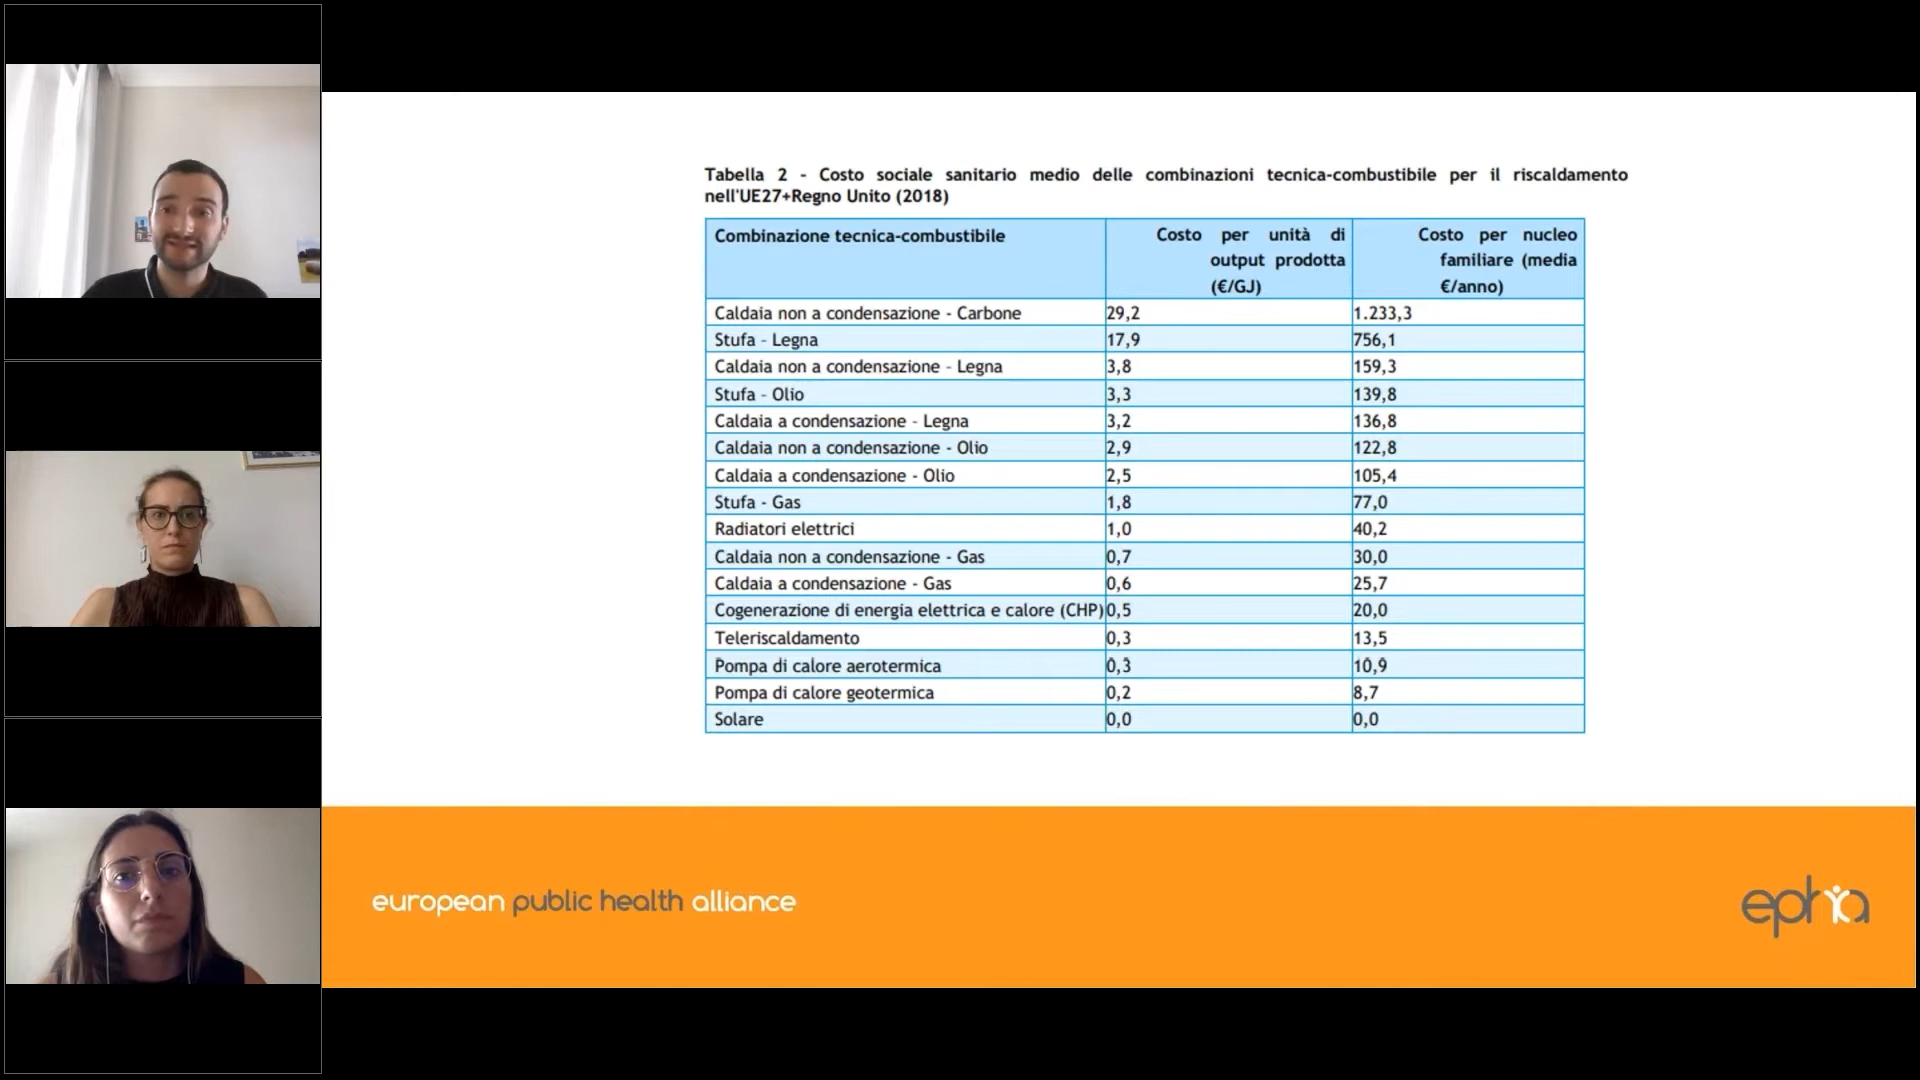 Tabella 2 - Costo sociale sanitario medio delle combinazioni tecnica-combustibile per il riscaldamento
nell'UE27+Regno Unito (2018)
Combinazione tecnica-combustibile
Costo per unità di
output prodotta
(€/GJ)
Costo per nucleo
familiare (media
€/anno)
Caldaia non a condensazione - Carbone 29,2 1.233,3
Stufa - Legna 17,9 756,1
Caldaia non a condensazione - Legna 3,8 159,3
Stufa - Olio 3,3 139,8
Caldaia a condensazione - Legna 3,2 136,8
Caldaia non a condensazione - Olio 2,9 122,8
Caldaia a condensazione - Olio 2,5 105,4
Stufa - Gas 1,8 77,0
Radiatori elettrici 1,0 40,2
Caldaia non a condensazione - Gas 0,7 30,0
Caldaia a condensazione - Gas 0,6 25,7
Cogenerazione di energia elettrica e calore (CHP) 0,5 20,0
Teleriscaldamento 0,3 13,5
Pompa di calore aerotermica 0,3 10,9
Pompa di calore geotermica 0,2 8,7
Solare 0,0 0,0
european public health alliance
epha